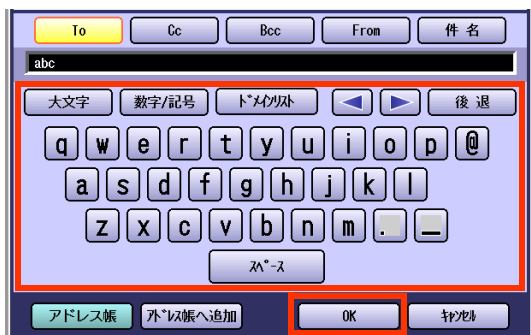 To Cc Bcc From 件 名
abc
大文字 数字/記号 ﾄﾞﾒｲﾝﾘｽﾄ 後 退
q w e r t y u i o p @
a s d f g h j k l
z x c v b n m . _
ｽﾍﾟｰｽ
アドレス帳 ｱﾄﾞﾚｽ帳へ追加 OK ｷｬﾝｾﾙ